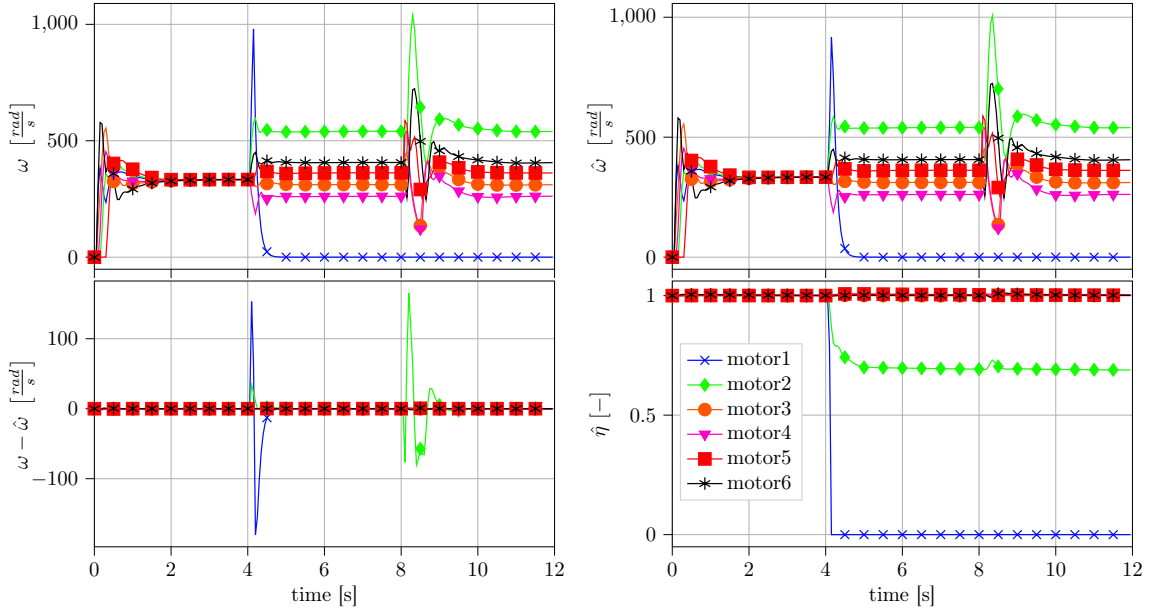 1,000
500
0
ω [rad/s]
1,000
500
0
ω̂ [rad/s]
100
0
−100
ω − ω̂ [rad/s]
0 2 4 6 8 10 12
time [s]
1
0.5
0
η̂ [−]
motor1
motor2
motor3
motor4
motor5
motor6
0 2 4 6 8 10 12
time [s]